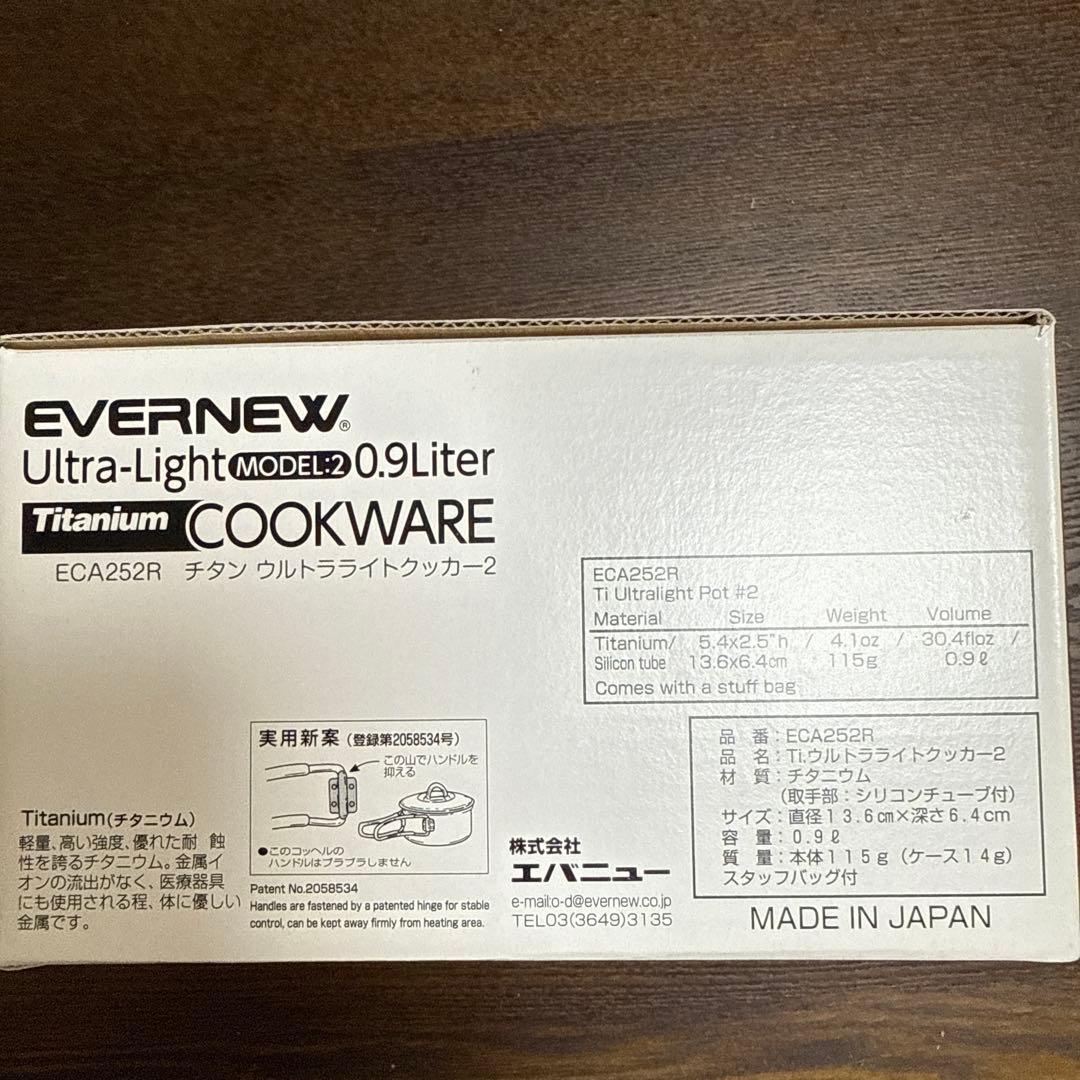 EVERNEW®
Ultra-Light MODEL:2 0.9Liter
Titanium COOKWARE
ECA252R チタン ウルトラライトクッカー2
ECA252R
Ti Ultralight Pot #2
Material Size Weight Volume
Titanium/ 5.4x2.5"h / 4.1oz / 30.4floz /
Silicon tube 13.6x6.4cm 115g 0.9ℓ
Comes with a stuff bag
Titanium(チタニウム)
軽量、高い強度、優れた耐 蝕
性を誇るチタニウム。金属イ
オンの流出がなく、医療器具
にも使用される程、体に優しい
金属です。
実用新案(登録第2058534号)
この山でハンドルを
抑える
●このコッヘルの
ハンドルはブラブラしません
Patent No.2058534
Handles are fastened by a patented hinge for stable
control, can be kept away firmly from heating area.
株式会社
エバニュー
e-mail:o-d@evernew.co.jp
TEL03(3649)3135
品 番:ECA252R
品 名:Ti.ウルトラライトクッカー2
材 質:チタニウム
(取手部:シリコンチューブ付)
サイズ:直径13.6cm×深さ6.4cm
容 量:0.9ℓ
質 量:本体115g(ケース14g)
スタッフバッグ付
MADE IN JAPAN